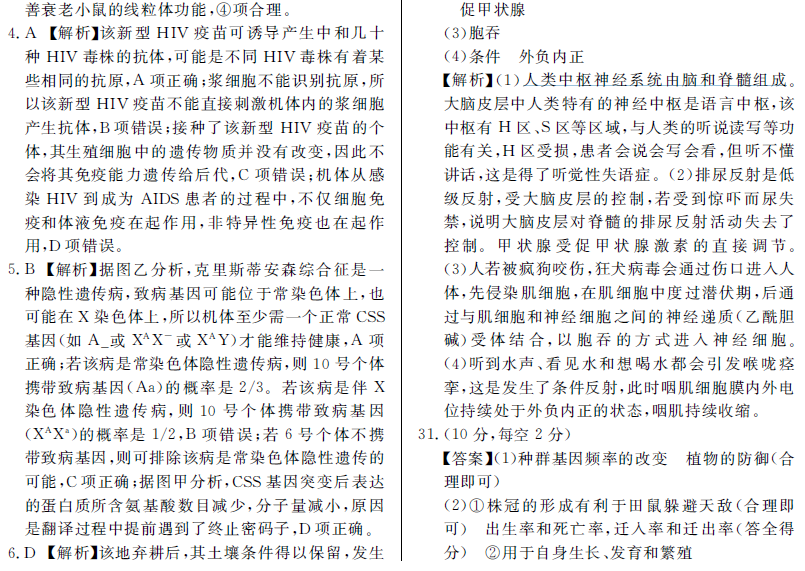 善衰老小鼠的线粒体功能,④项合理。
4. A 【解析】该新型 HIV 疫苗可诱导产生中和几十
种 HIV 毒株的抗体,可能是不同 HIV 毒株有着某
些相同的抗原,A 项正确;浆细胞不能识别抗原,所
以该新型 HIV 疫苗不能直接刺激机体内的浆细胞
产生抗体,B 项错误;接种了该新型 HIV 疫苗的个
体,其生殖细胞中的遗传物质并没有改变,因此不
会将其免疫能力遗传给后代,C 项错误;机体从感
染 HIV 到成为 AIDS 患者的过程中,不仅细胞免
疫和体液免疫在起作用,非特异性免疫也在起作
用,D 项错误。
5. B 【解析】据图乙分析,克里斯蒂安森综合征是一
种隐性遗传病,致病基因可能位于常染色体上,也
可能在 X 染色体上,所以机体至少需一个正常 CSS
基因(如 A_或 XᴬX⁻ 或 XᴬY)才能维持健康,A 项
正确;若该病是常染色体隐性遗传病,则 10 号个体
携带致病基因(Aa)的概率是 2/3。若该病是伴 X
染色体隐性遗传病,则 10 号个体携带致病基因
(XᴬXᵃ)的概率是 1/2,B 项错误;若 6 号个体不携
带致病基因,则可排除该病是常染色体隐性遗传的
可能,C 项正确;据图甲分析,CSS 基因突变后表达
的蛋白质所含氨基酸数目减少,分子量减小,原因
是翻译过程中提前遇到了终止密码子,D 项正确。
6. D 【解析】该地弃耕后,其土壤条件得以保留,发生
促甲状腺
(3)胞吞
(4)条件 外负内正
【解析】(1)人类中枢神经系统由脑和脊髓组成。
大脑皮层中人类特有的神经中枢是语言中枢,该
中枢有 H 区、S 区等区域,与人类的听说读写等功
能有关,H 区受损,患者会说会写会看,但听不懂
讲话,这是得了听觉性失语症。(2)排尿反射是低
级反射,受大脑皮层的控制,若受到惊吓而尿失
禁,说明大脑皮层对脊髓的排尿反射活动失去了
控制。甲状腺受促甲状腺激素的直接调节。
(3)人若被疯狗咬伤,狂犬病毒会通过伤口进入人
体,先侵染肌细胞,在肌细胞中度过潜伏期,后通
过与肌细胞和神经细胞之间的神经递质(乙酰胆
碱)受体结合,以胞吞的方式进入神经细胞。
(4)听到水声、看见水和想喝水都会引发喉咙痉
挛,这是发生了条件反射,此时咽肌细胞膜内外电
位持续处于外负内正的状态,咽肌持续收缩。
31. (10 分,每空 2 分)
【答案】(1)种群基因频率的改变 植物的防御(合
理即可)
(2)①株冠的形成有利于田鼠躲避天敌(合理即
可) 出生率和死亡率,迁入率和迁出率(答全得
分) ②用于自身生长、发育和繁殖